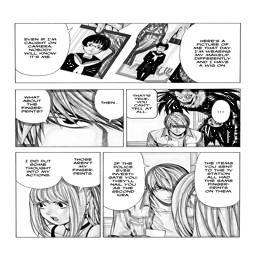 HERE'S A
PICTURE OF
ME THAT DAY.
I'M WEARING
MY MAKEUP
DIFFERENTLY
AND I HAVE
A WIG ON.
EVEN IF I'M
CAUGHT ON
CAMERA,
NOBODY
WILL KNOW
IT'S ME.
...
THAT'S
TRUE,
YOU
CAN'T TELL
AT ALL.
THEN...
WHAT
ABOUT
THE
FINGER-
PRINTS?
THE ITEMS
YOU SENT
TO THE TV
STATION
ALL HAD
THE SAME
FINGER-
PRINTS
ON THEM.
IF THE
POLICE
EVER
INVESTI-
GATE YOU,
THEY'LL
NAIL YOU
AS THE
SECOND
KIRA.
THOSE
AREN'T
MY
FINGER-
PRINTS.
I DID PUT
SOME
THOUGHT
INTO MY
ACTIONS.